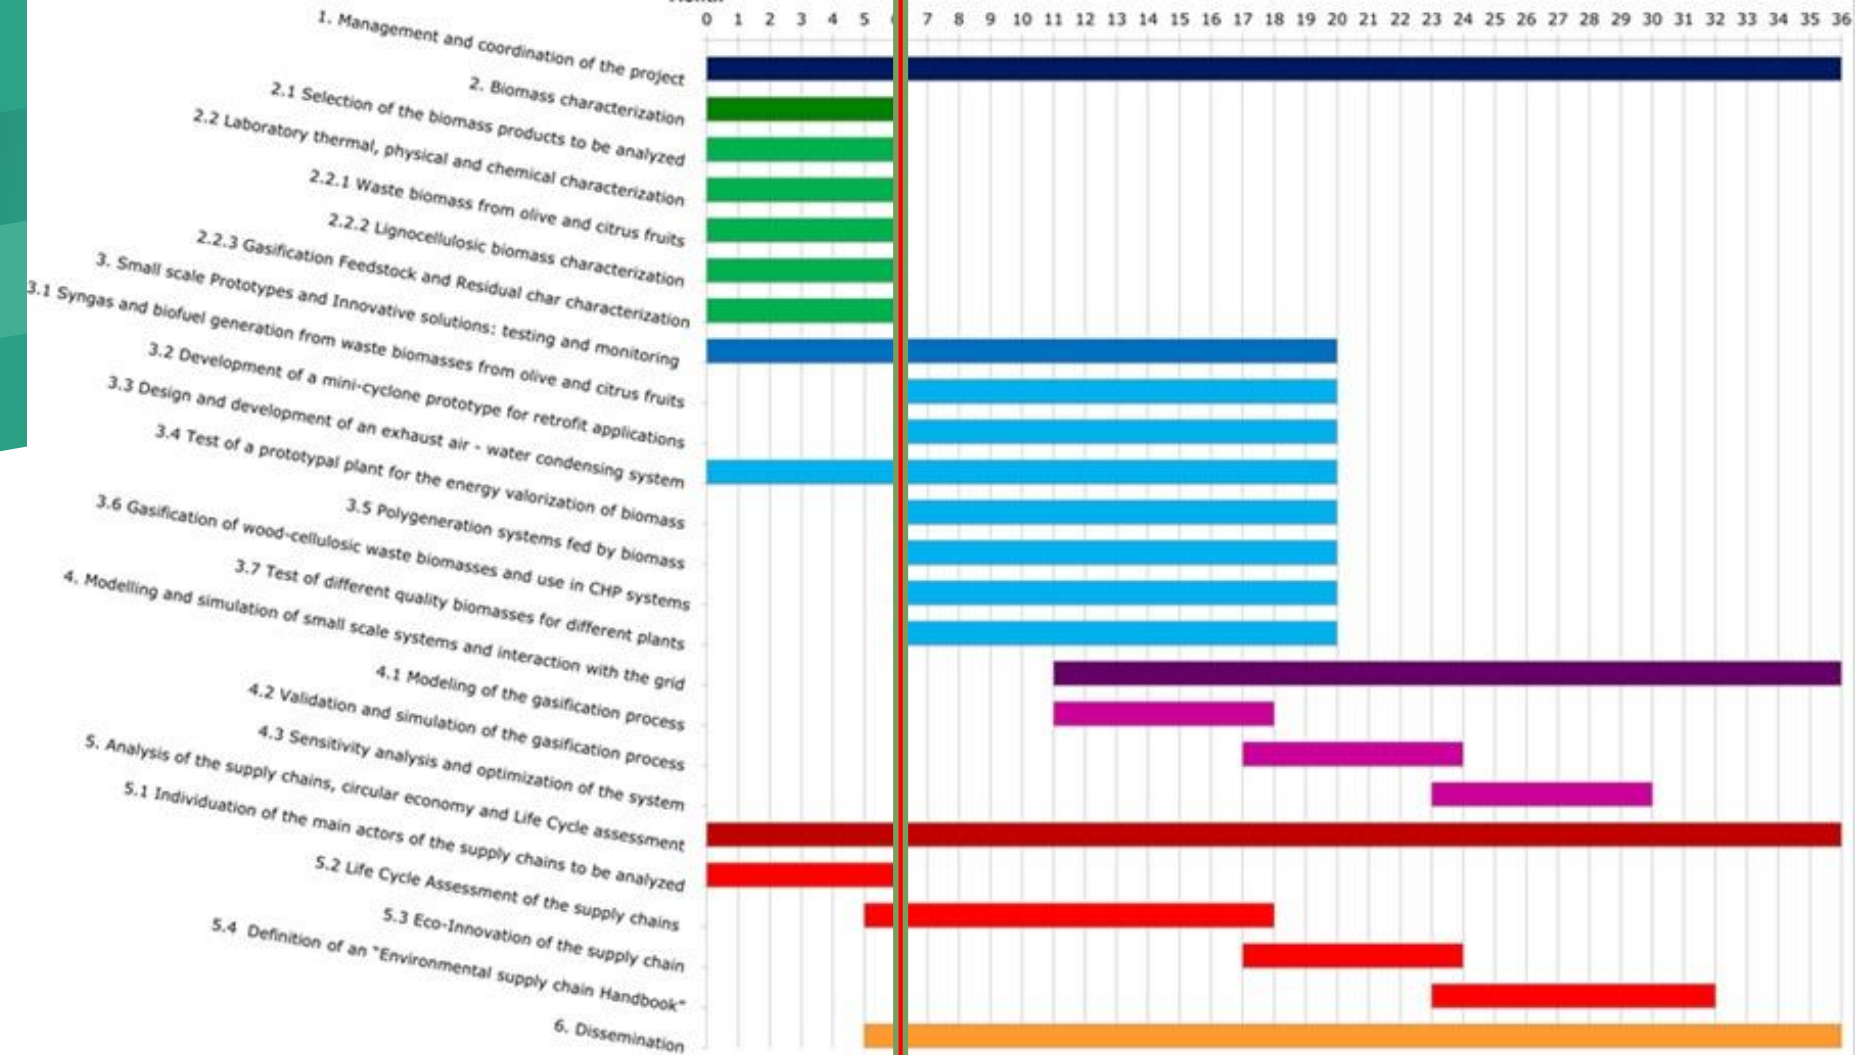 0 1 2 3 4 5 7 8 9 10 11 12 13 14 15 16 17 18 19 20 21 22 23 24 25 26 27 28 29 30 31 32 33 34 35 36
1. Management and coordination of the project
2. Biomass characterization
2.1 Selection of the biomass products to be analyzed
2.2 Laboratory thermal, physical and chemical characterization
2.2.1 Waste biomass from olive and citrus fruits
2.2.2 Lignocellulosic biomass characterization
2.2.3 Gasification Feedstock and Residual char characterization
3. Small scale Prototypes and Innovative solutions: testing and monitoring
3.1 Syngas and biofuel generation from waste biomasses from olive and citrus fruits
3.2 Development of a mini-cyclone prototype for retrofit applications
3.3 Design and development of an exhaust air - water condensing system
3.4 Test of a prototypal plant for the energy valorization of biomass
3.5 Polygeneration systems fed by biomass
3.6 Gasification of wood-cellulosic waste biomasses and use in CHP systems
3.7 Test of different quality biomasses for different plants
4. Modelling and simulation of small scale systems and interaction with the grid
4.1 Modeling of the gasification process
4.2 Validation and simulation of the gasification process
4.3 Sensitivity analysis and optimization of the system
5. Analysis of the supply chains, circular economy and Life Cycle assessment
5.1 Individuation of the main actors of the supply chains to be analyzed
5.2 Life Cycle Assessment of the supply chains
5.3 Eco-Innovation of the supply chain
5.4 Definition of an "Environmental supply chain Handbook"
6. Dissemination